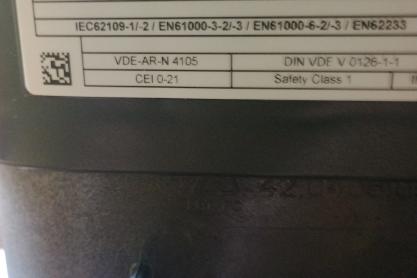 IEC62109-1/-2 / EN61000-3-2/-3 / EN61000-6-2/-3 / EN62233
VDE-AR-N 4105 DIN VDE V 0126-1-1
CEI 0-21 Safety Class 1